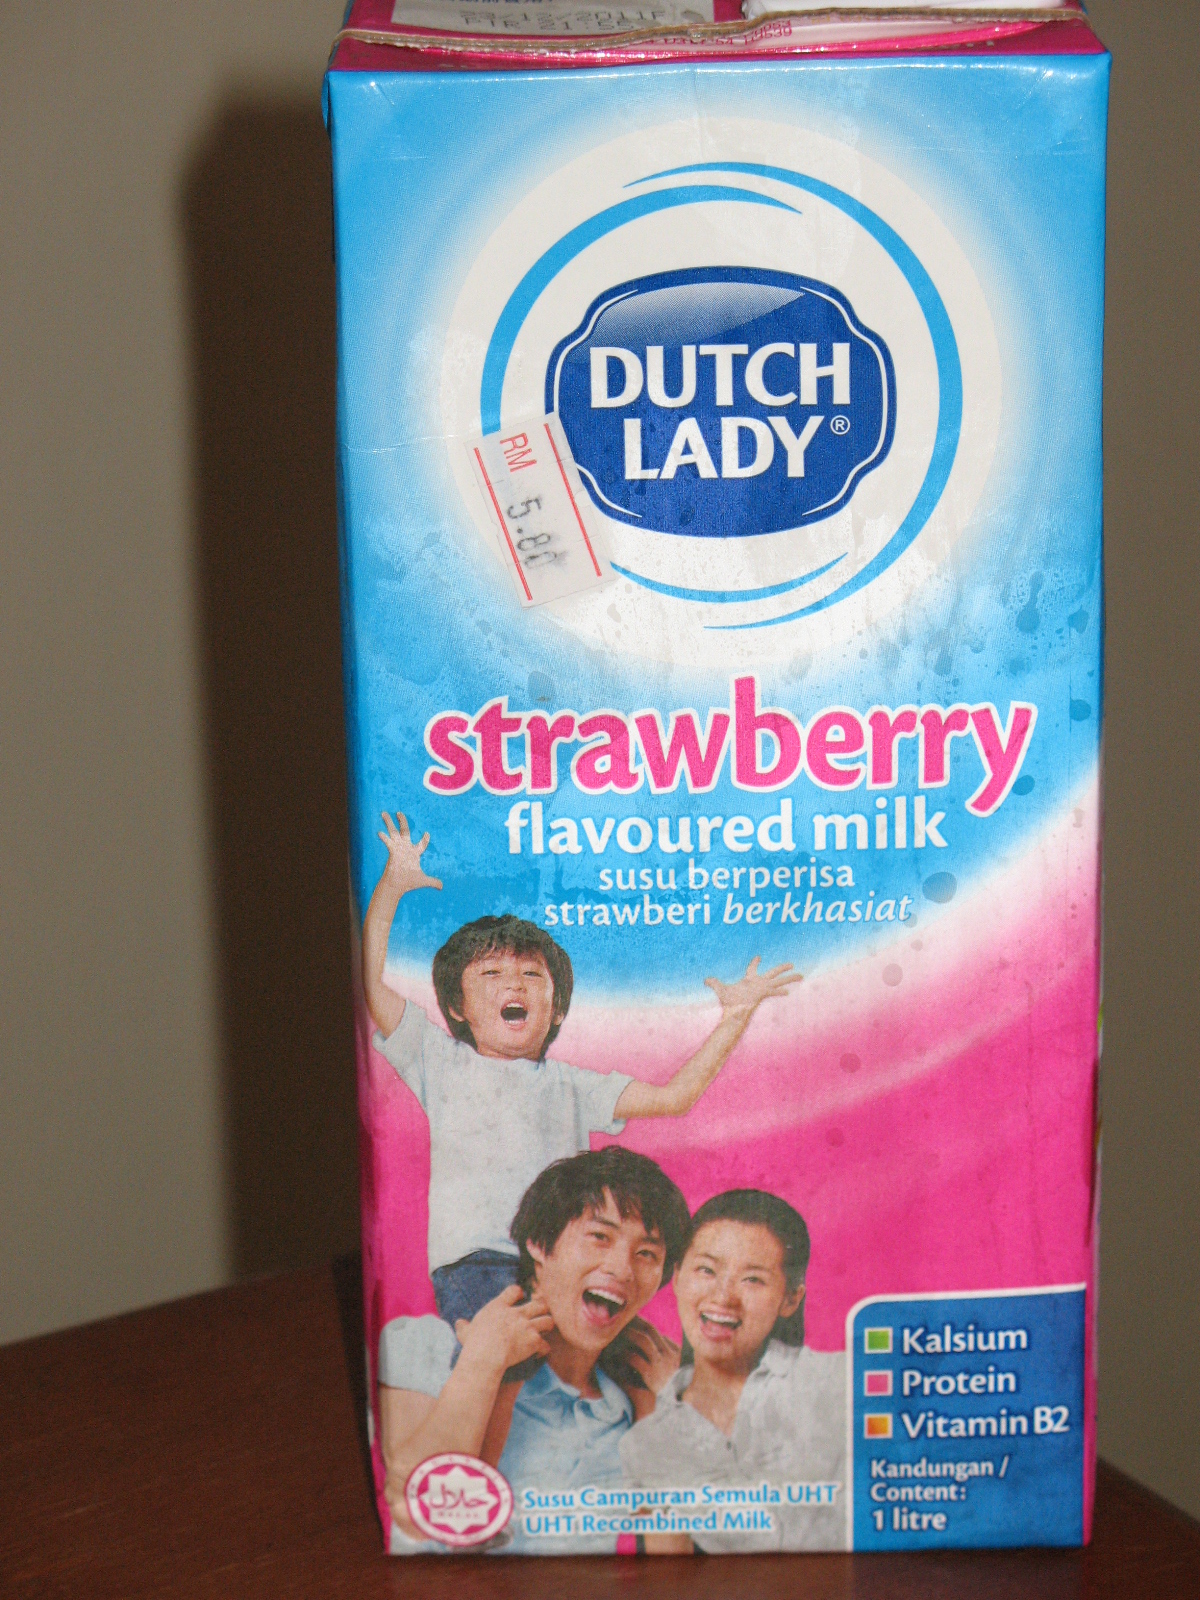 DUTCH
LADY®
RM 5.80
strawberry
flavoured milk
susu berperisa
strawberi berkhasiat
Kalsium
Protein
Vitamin B2
Kandungan /
Content:
1 litre
حلال
Susu Campuran Semula UHT
UHT Recombined Milk